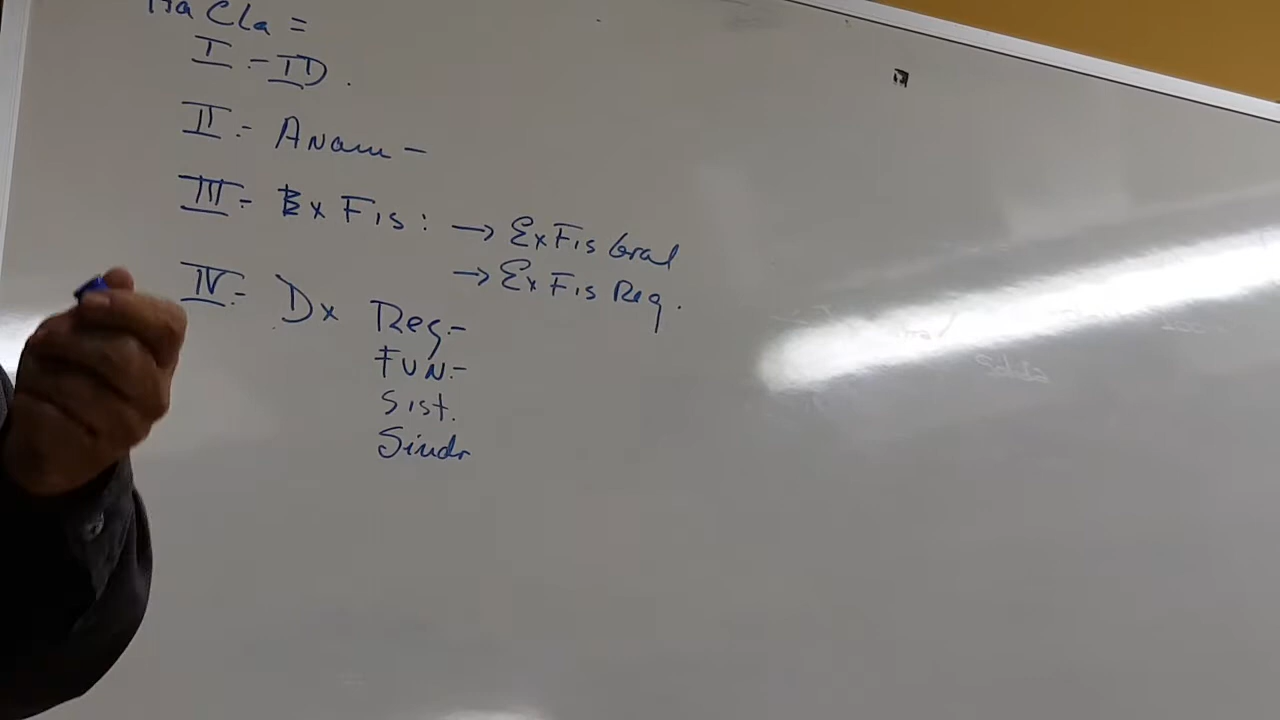 Ha Cla =
I.- ID.
II.- Anam -
III.- Ex Fis: → Ex Fis Gral
→ Ex Fis Reg.
IV.- Dx Reg.-
FUN.-
Sist.
Sindr